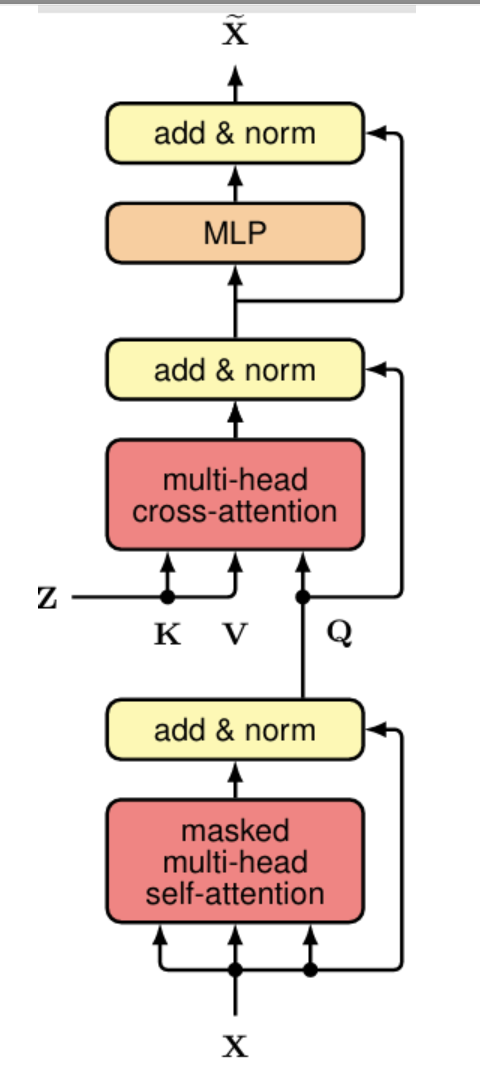 X̃
add & norm
MLP
add & norm
multi-head
cross-attention
Z
K V Q
add & norm
masked
multi-head
self-attention
X